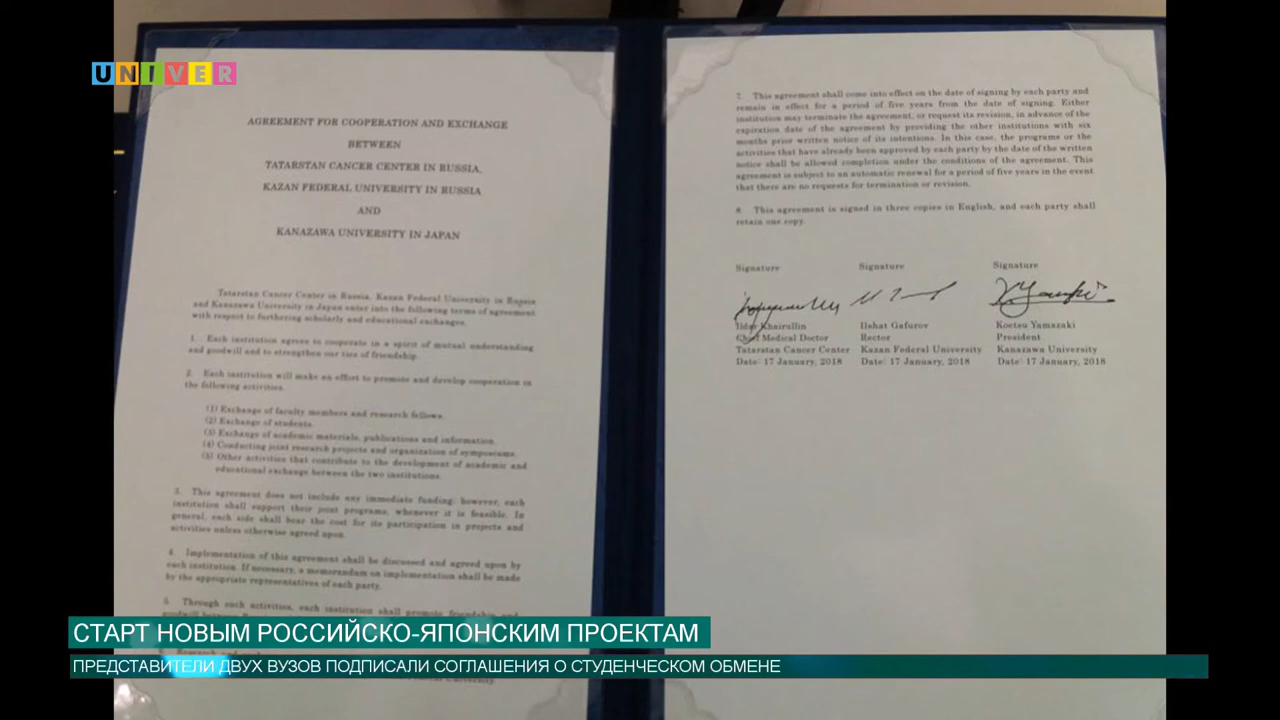 UNIVER
AGREEMENT FOR COOPERATION AND EXCHANGE
BETWEEN
TATARSTAN CANCER CENTER IN RUSSIA,
KAZAN FEDERAL UNIVERSITY IN RUSSIA
AND
KANAZAWA UNIVERSITY IN JAPAN
Tatarstan Cancer Center in Russia, Kazan Federal University in Russia
and Kanazawa University in Japan enter into the following terms of agreement
with respect to furthering scholarly and educational exchanges.
1. Each institution agrees to cooperate in a spirit of mutual understanding
and goodwill and to strengthen our ties of friendship.
2. Each institution will make an effort to promote and develop cooperation in
the following activities.
(1) Exchange of faculty members and research fellows.
(2) Exchange of students.
(3) Exchange of academic materials, publications and information.
(4) Conducting joint research projects and organization of symposiums.
(5) Other activities that contribute to the development of academic and
educational exchange between the two institutions.
3. This agreement does not include any immediate funding; however, each
institution shall support their joint programs, whenever it is feasible. In
general, each side shall bear the cost for its participation in projects and
activities unless otherwise agreed upon.
4. Implementation of this agreement shall be discussed and agreed upon by
each institution. If necessary, a memorandum on implementation shall be made
by the appropriate representatives of each party.
5. Through such activities, each institution shall promote friendship and
7. This agreement shall come into effect on the date of signing by each party and
remain in effect for a period of five years from the date of signing. Either
institution may terminate the agreement, or request its revision, in advance of the
expiration date of the agreement by providing the other institutions with six
months prior written notice of its intentions. In this case, the programs or the
activities that have already been approved by each party by the date of the written
notice shall be allowed completion under the conditions of the agreement. This
agreement is subject to an automatic renewal for a period of five years in the event
that there are no requests for termination or revision.
8. This agreement is signed in three copies in English, and each party shall
retain one copy.
Signature Signature Signature
Ildar Khairullin Ilshat Gafurov Koetsu Yamazaki
Chief Medical Doctor Rector President
Tatarstan Cancer Center Kazan Federal University Kanazawa University
Date: 17 January, 2018 Date: 17 January, 2018 Date: 17 January, 2018
СТАРТ НОВЫМ РОССИЙСКО-ЯПОНСКИМ ПРОЕКТАМ
ПРЕДСТАВИТЕЛИ ДВУХ ВУЗОВ ПОДПИСАЛИ СОГЛАШЕНИЯ О СТУДЕНЧЕСКОМ ОБМЕНЕ